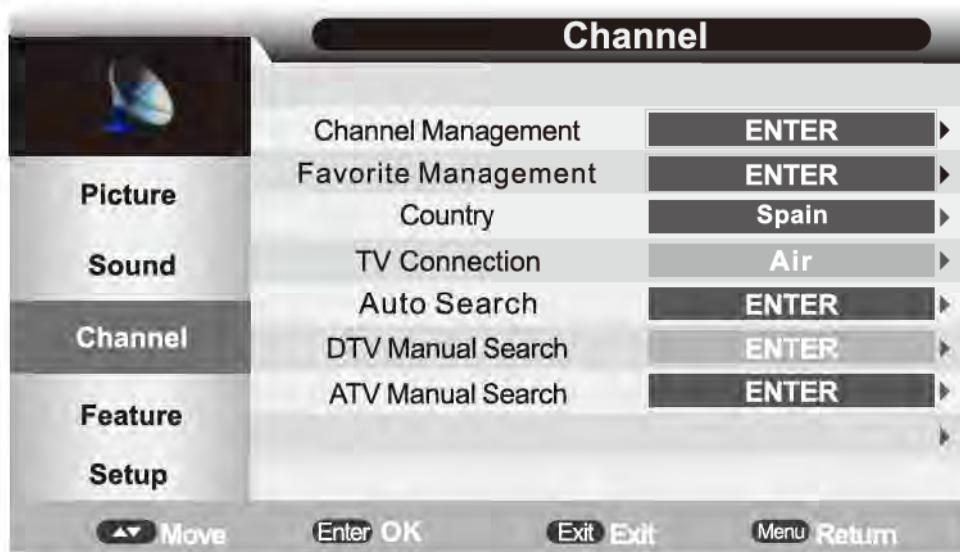 Channel
Channel Management ENTER
Favorite Management ENTER
Country Spain
TV Connection Air
Auto Search ENTER
DTV Manual Search ENTER
ATV Manual Search ENTER
Picture
Sound
Channel
Feature
Setup
Move Enter OK Exit Exit Menu Return